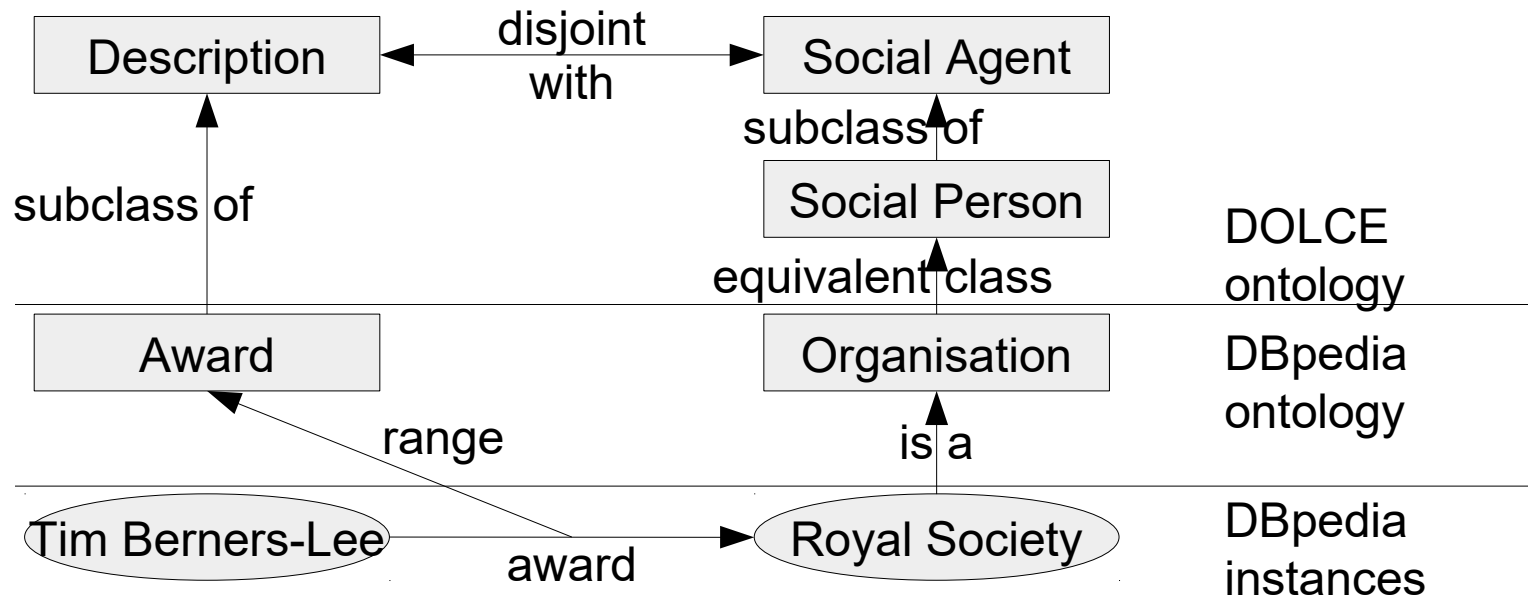 Description
disjoint
with
Social Agent
subclass of
Social Person
subclass of
equivalent class
DOLCE
ontology
Award
Organisation
DBpedia
ontology
range
is a
Tim Berners-Lee
award
Royal Society
DBpedia
instances